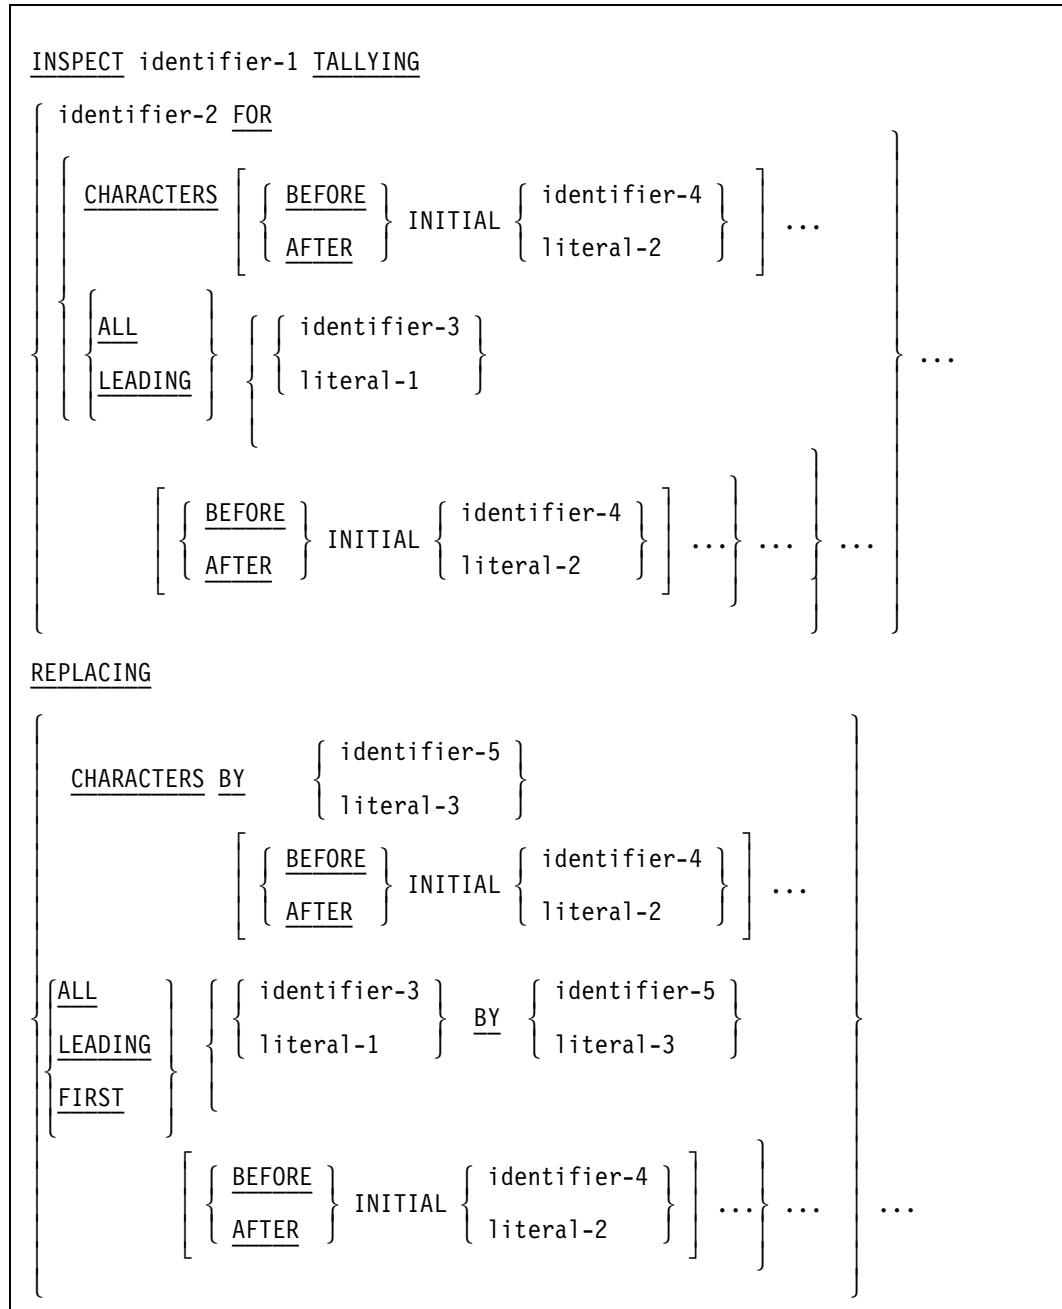 INSPECT identifier-1 TALLYING
identifier-2 FOR
CHARACTERS BEFORE INITIAL identifier-4 ...
AFTER literal-2
ALL identifier-3
LEADING literal-1 ...
BEFORE INITIAL identifier-4 ... ... ...
AFTER literal-2
REPLACING
CHARACTERS BY identifier-5
literal-3
BEFORE INITIAL identifier-4 ...
AFTER literal-2
ALL identifier-3 BY identifier-5
LEADING literal-1 literal-3
FIRST
BEFORE INITIAL identifier-4 ... ... ...
AFTER literal-2